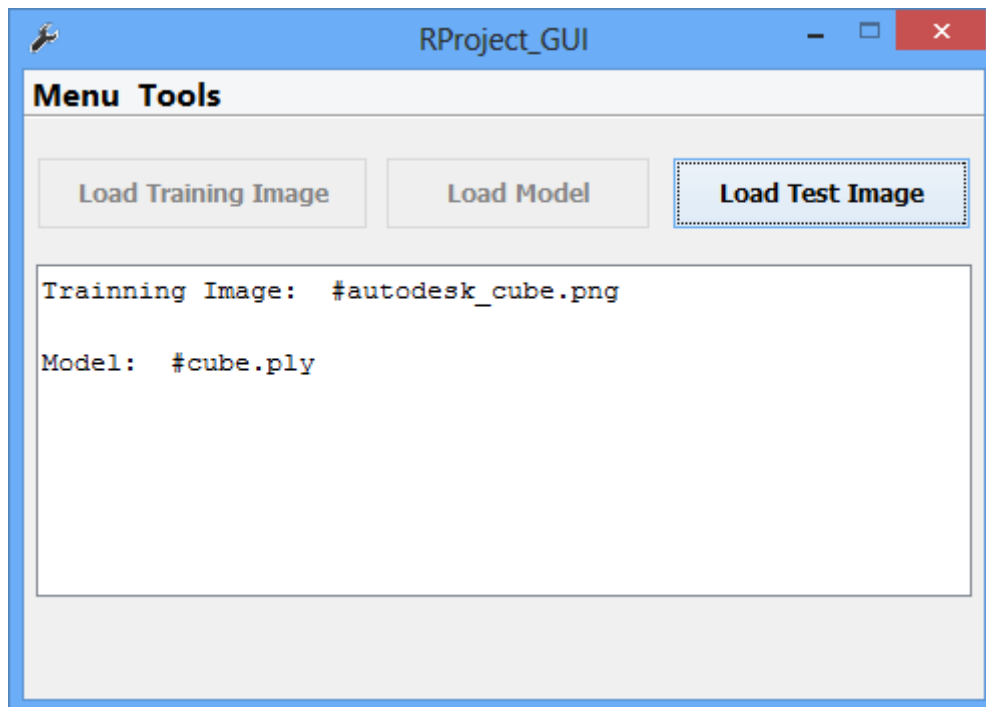 RProject_GUI
Menu Tools
Load Training Image Load Model Load Test Image
Trainning Image: #autodesk_cube.png
Model: #cube.ply